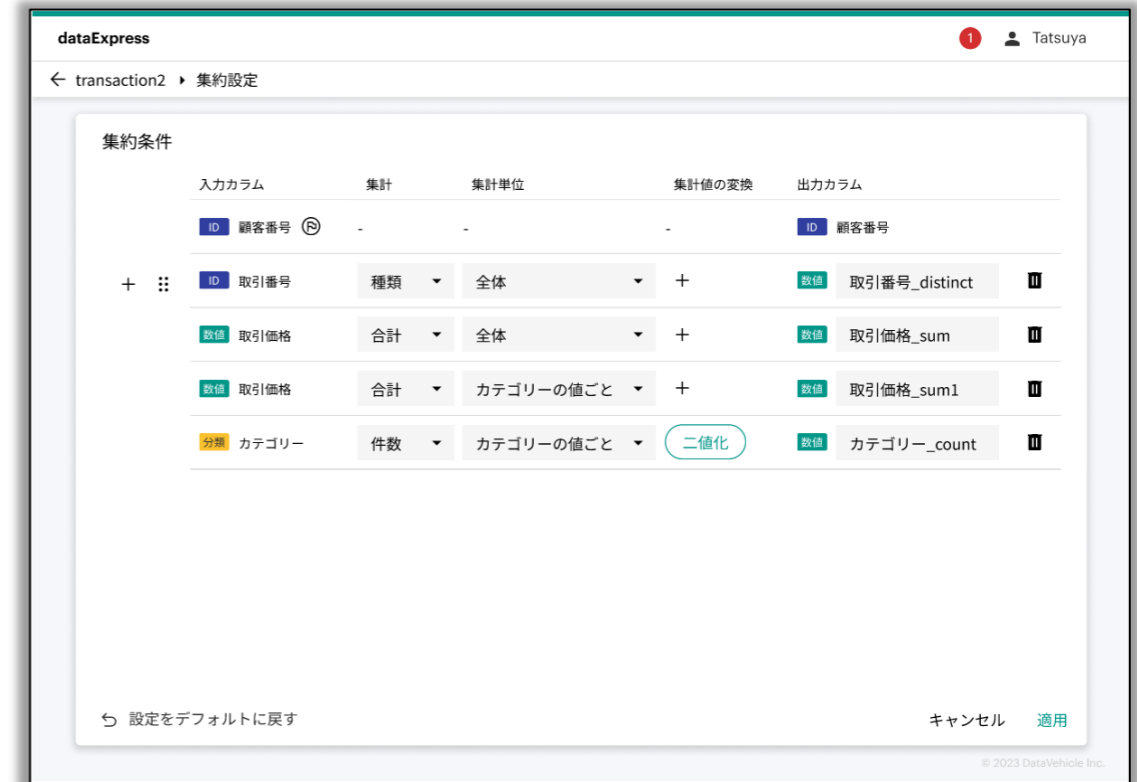 dataExpress 1 Tatsuya
← transaction2 ▸ 集約設定
集約条件
入力カラム 集計 集計単位 集計値の変換 出力カラム
ID 顧客番号 Ⓟ - - - ID 顧客番号
+ ID 取引番号 種類 全体 + 数値 取引番号_distinct
数値 取引価格 合計 全体 + 数値 取引価格_sum
数値 取引価格 合計 カテゴリーの値ごと + 数値 取引価格_sum1
分類 カテゴリー 件数 カテゴリーの値ごと 二値化 数値 カテゴリー_count
設定をデフォルトに戻す キャンセル 適用
© 2023 DataVehicle Inc.